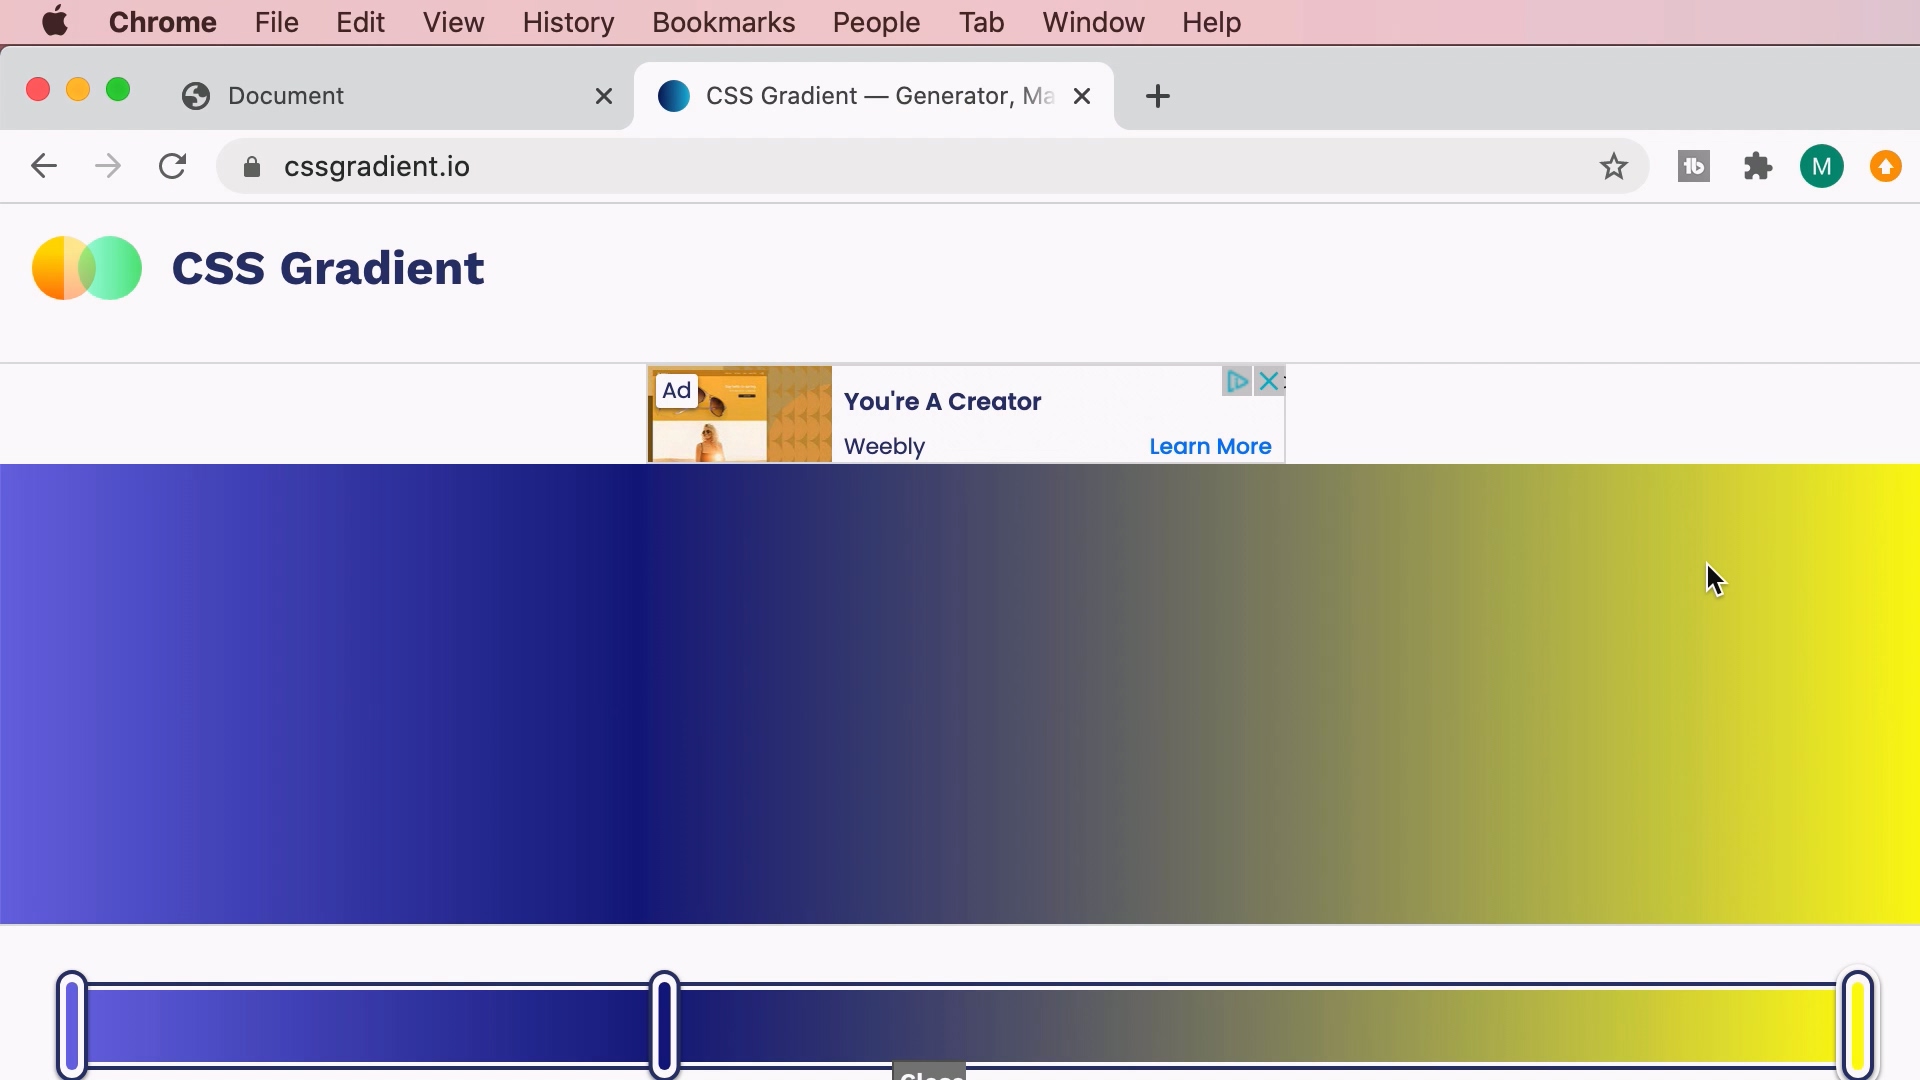 Chrome File Edit View History Bookmarks People Tab Window Help
Document
CSS Gradient — Generator, Ma
cssgradient.io
M
CSS Gradient
Ad
You're A Creator
Weebly
Learn More
Close